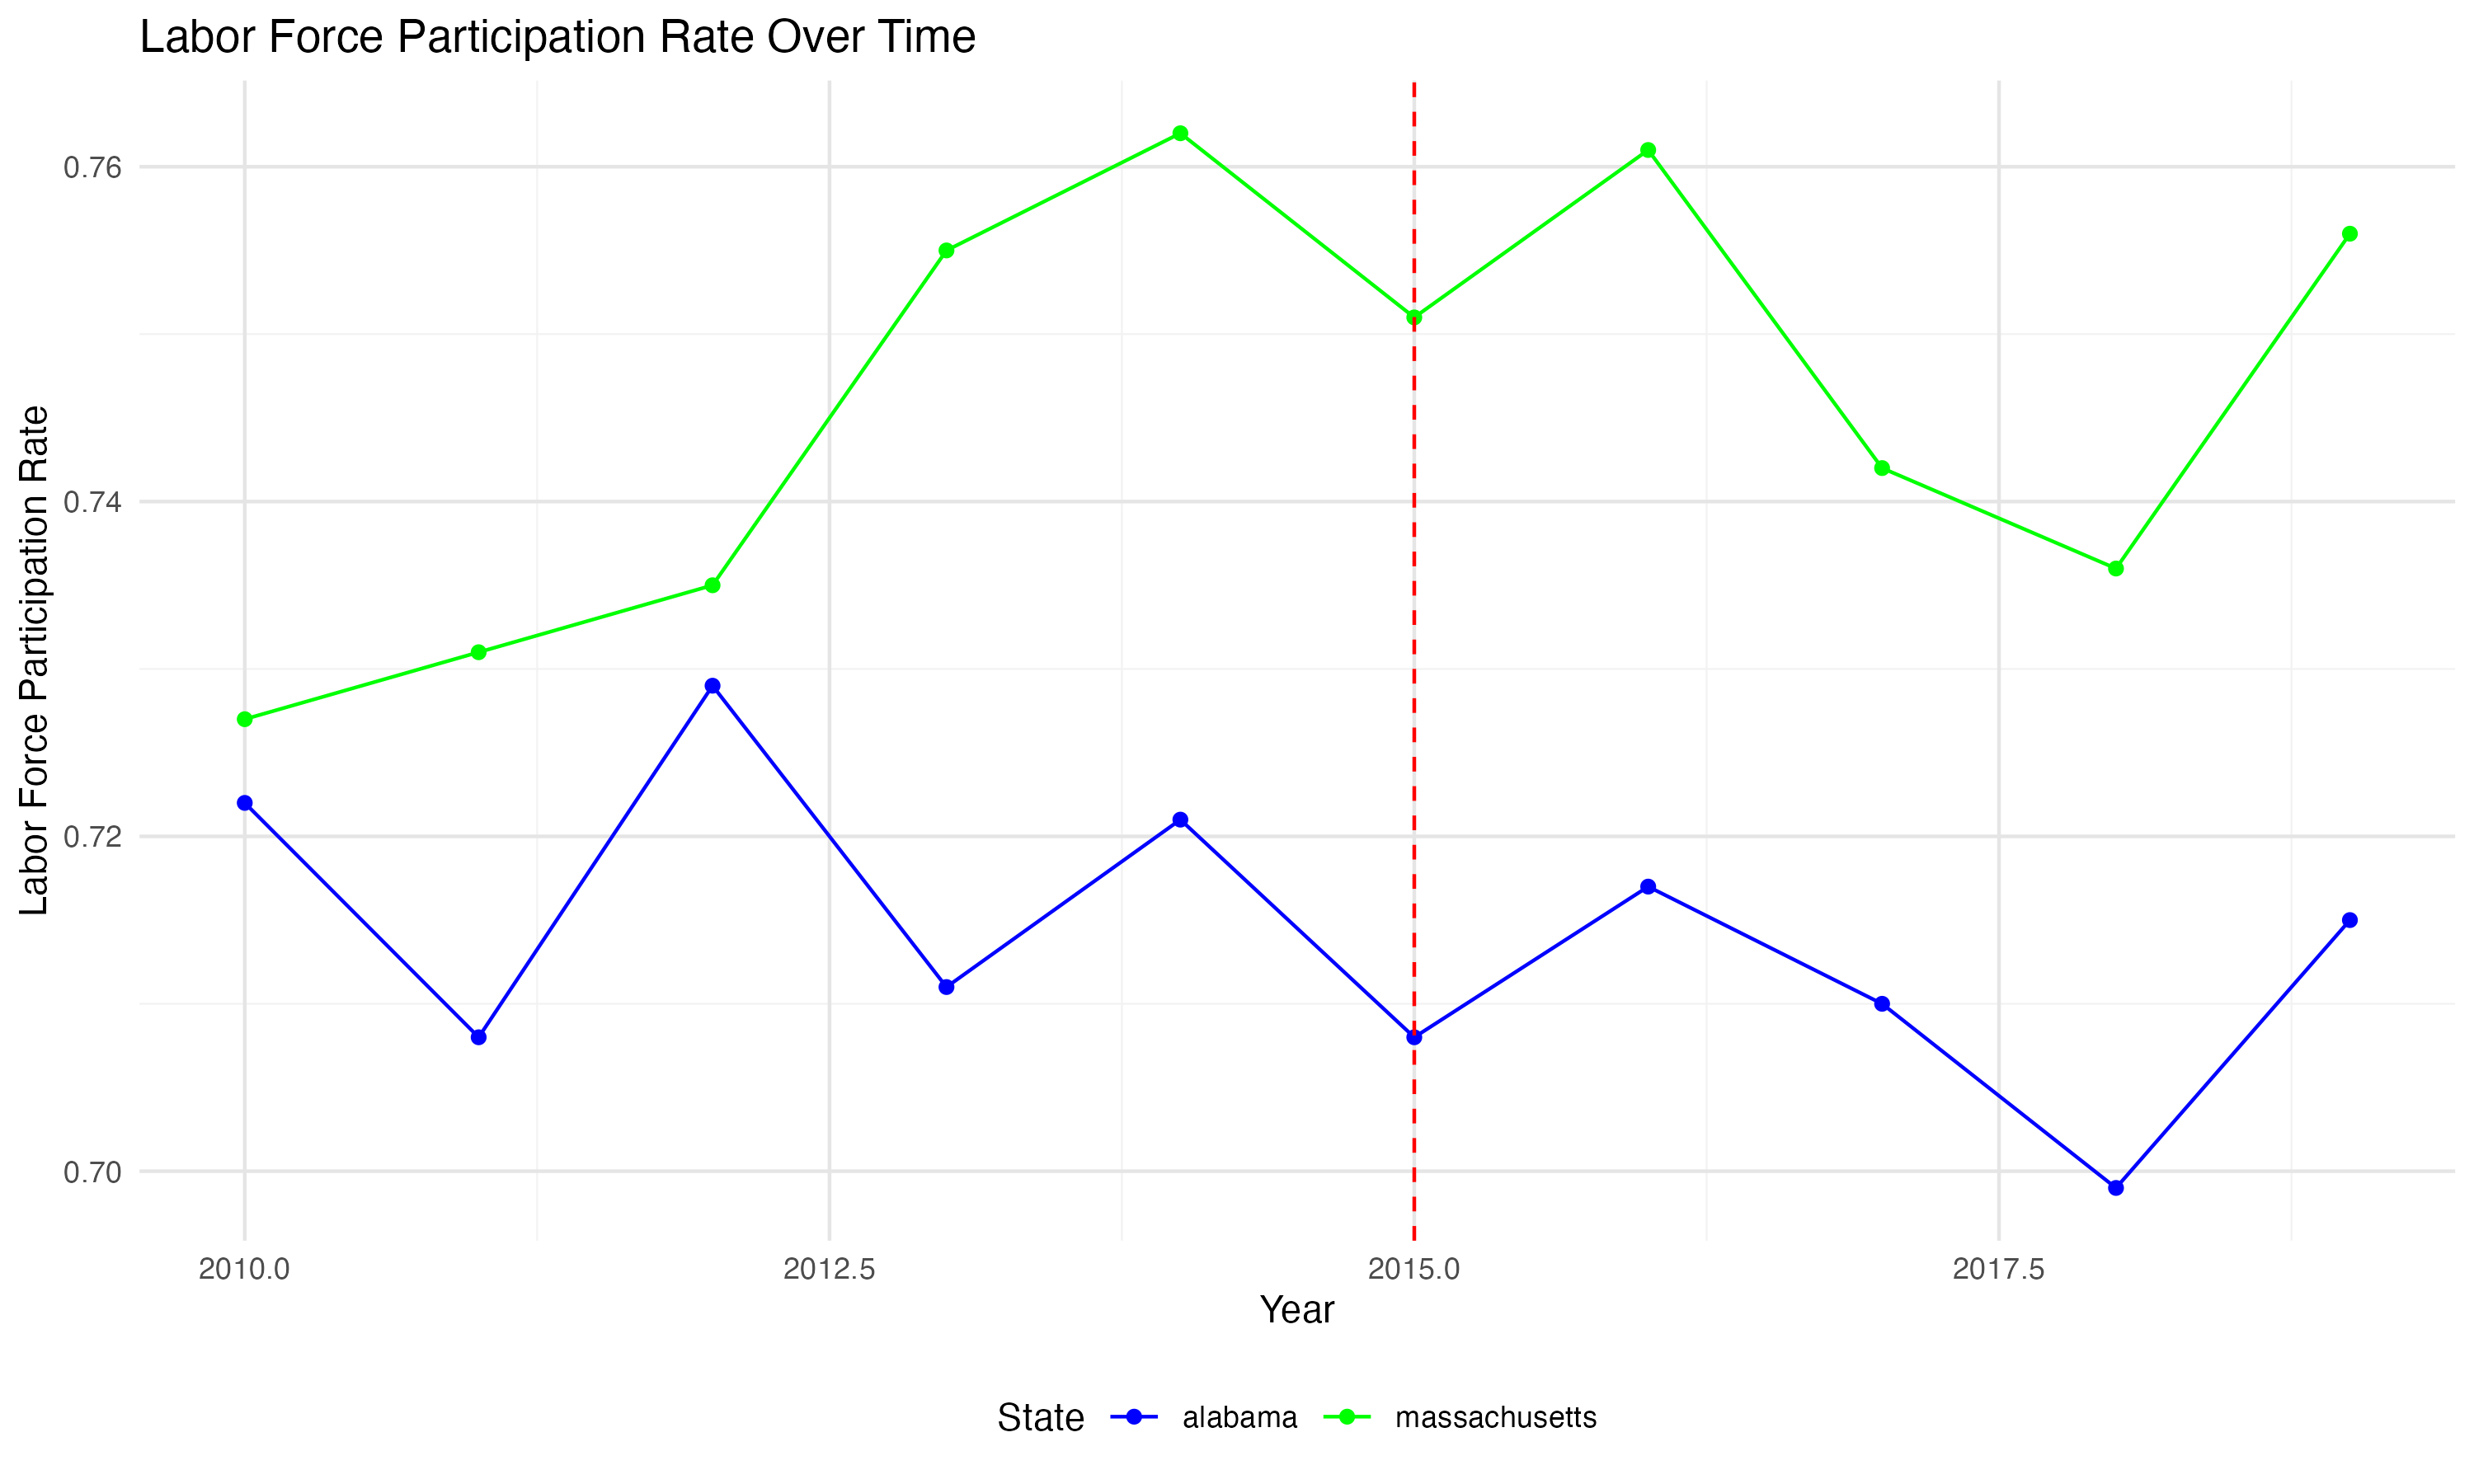 Labor Force Participation Rate Over Time
Labor Force Participation Rate
0.76
0.74
0.72
0.70
2010.0 2012.5 2015.0 2017.5
Year
State alabama massachusetts